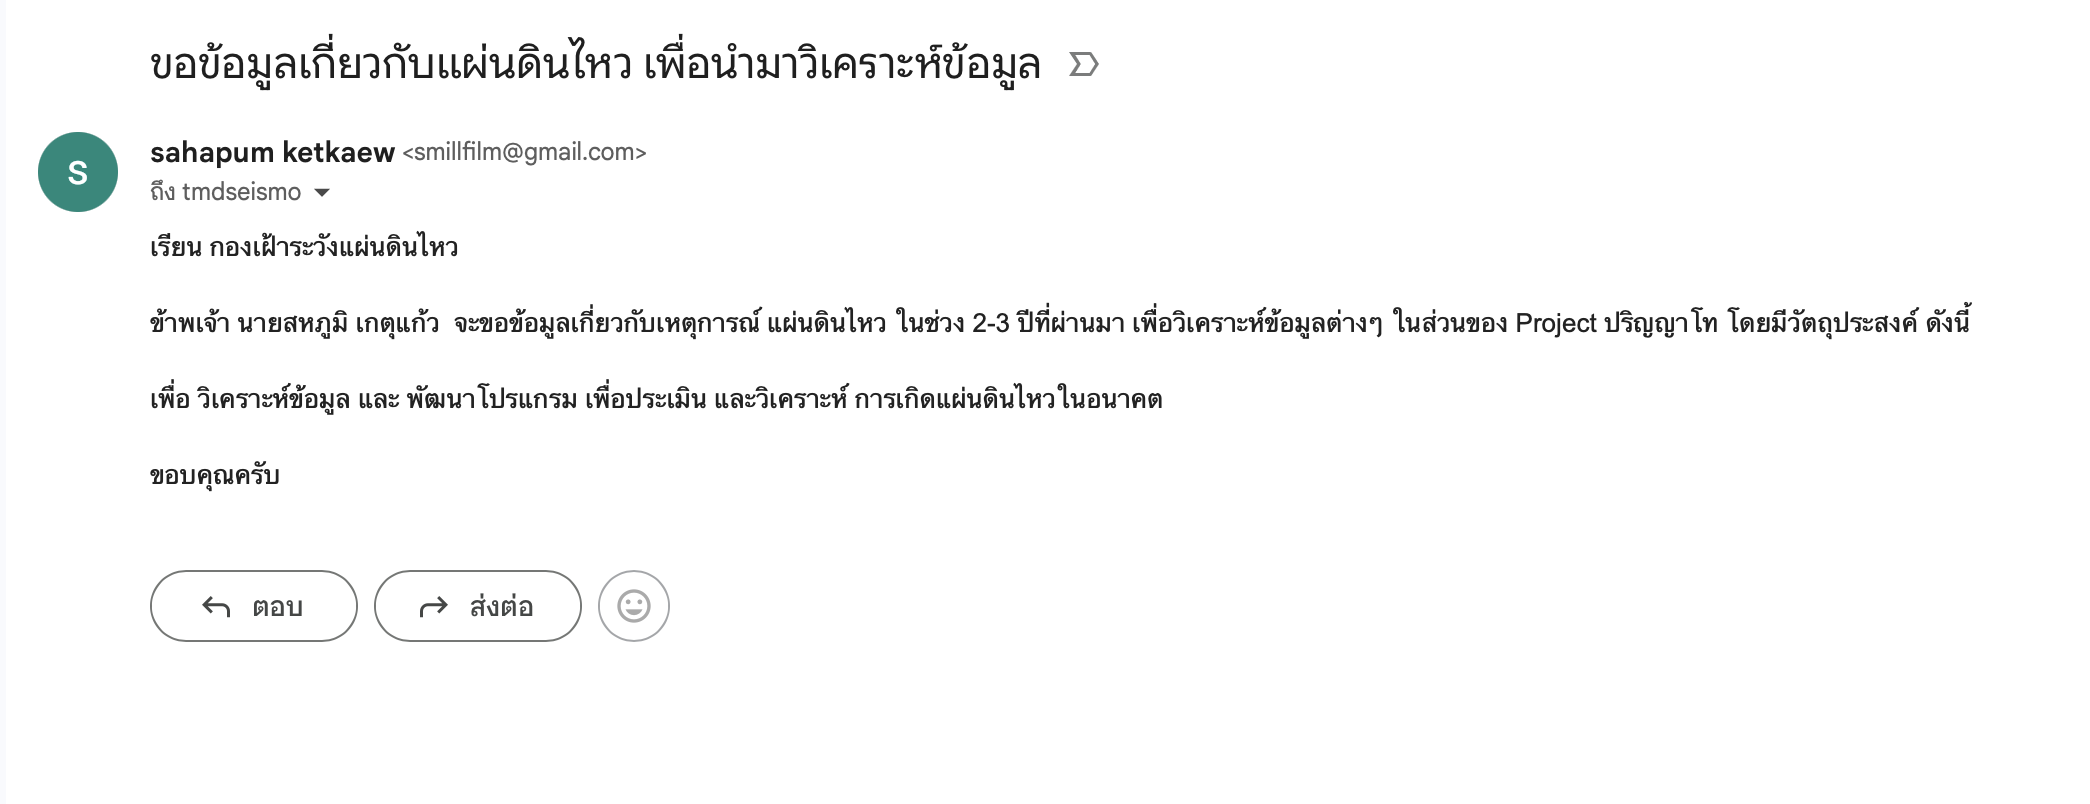 ขอข้อมูลเกี่ยวกับแผ่นดินไหว เพื่อนำมาวิเคราะห์ข้อมูล
S
sahapum ketkaew <smillfilm@gmail.com>
ถึง tmdseismo
เรียน กองเฝ้าระวังแผ่นดินไหว
ข้าพเจ้า นายสหภูมิ เกตุแก้ว จะขอข้อมูลเกี่ยวกับเหตุการณ์ แผ่นดินไหว ในช่วง 2-3 ปีที่ผ่านมา เพื่อวิเคราะห์ข้อมูลต่างๆ ในส่วนของ Project ปริญญาโท โดยมีวัตถุประสงค์ ดังนี้
เพื่อ วิเคราะห์ข้อมูล และ พัฒนาโปรแกรม เพื่อประเมิน และวิเคราะห์ การเกิดแผ่นดินไหวในอนาคต
ขอบคุณครับ
ตอบ ส่งต่อ